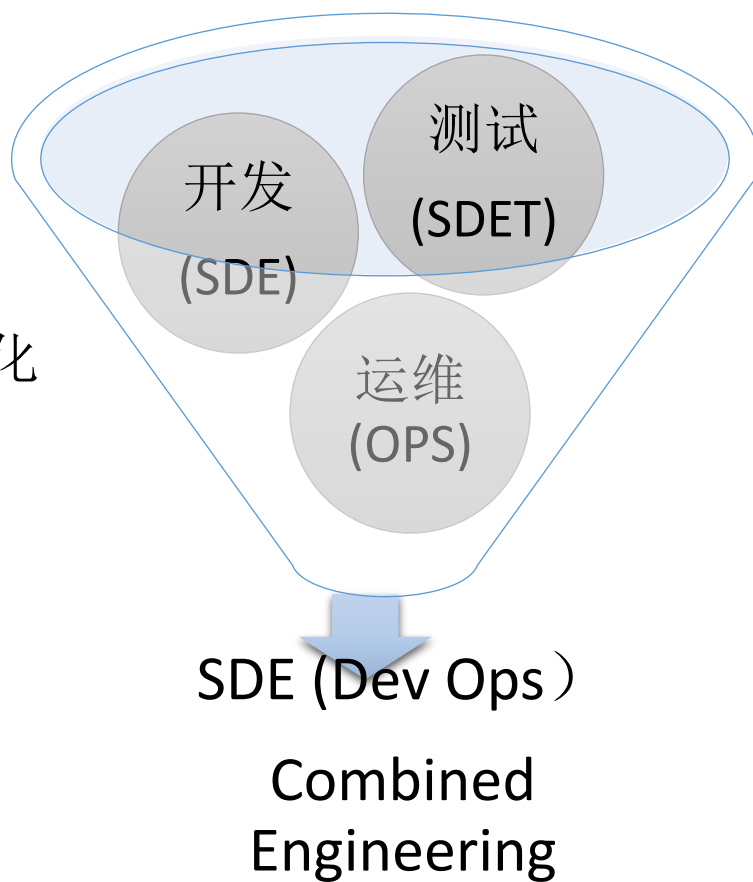 测试
(SDET)
开发
(SDE)
化
运维
(OPS)
SDE (Dev Ops）
Combined
Engineering